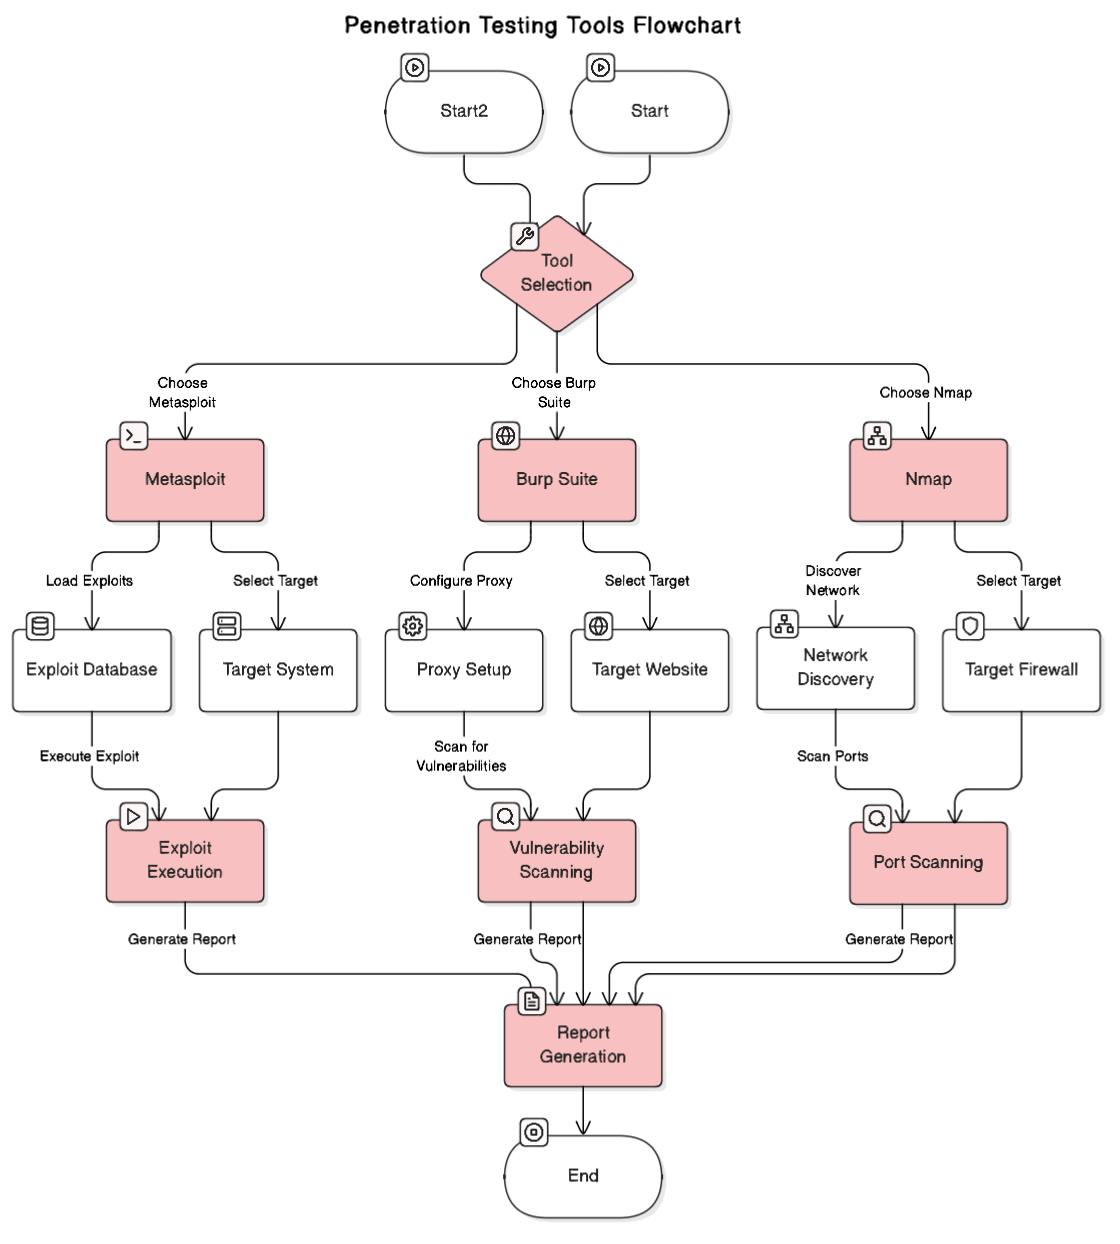 Penetration Testing Tools Flowchart
Start2
Start
Tool
Selection
Choose
Metasploit
Choose Burp
Suite
Choose Nmap
Metasploit
Burp Suite
Nmap
Load Exploits
Select Target
Configure Proxy
Select Target
Discover
Network
Select Target
Exploit Database
Target System
Proxy Setup
Target Website
Network
Discovery
Target Firewall
Execute Exploit
Scan for
Vulnerabilities
Scan Ports
Exploit
Execution
Vulnerability
Scanning
Port Scanning
Generate Report
Generate Report
Generate Report
Report
Generation
End